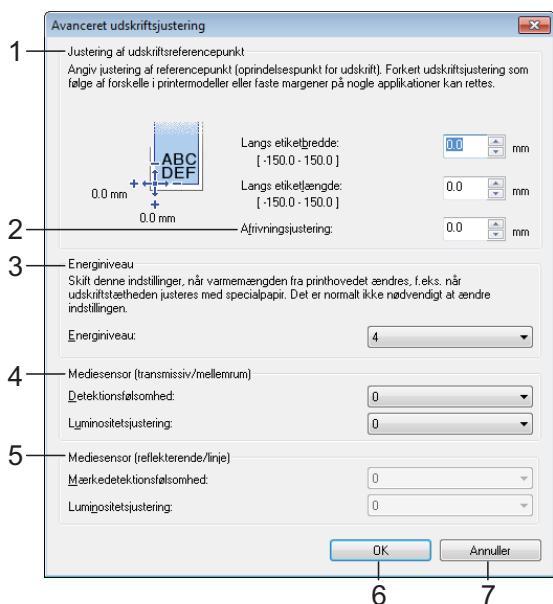 Avanceret udskriftsjustering
1
Justering af udskriftsreferencepunkt
Angiv justering af referencepunkt (oprindelsespunkt for udskrift). Forkert udskriftsjustering som
følge af forskelle i printermodeller eller faste margener på nogle applikationer kan rettes.
ABC
DEF
0.0 mm
0.0 mm
Langs etiketbredde:
[ -150.0 - 150.0 ]
0.0 mm
Langs etiketlængde:
[ -150.0 - 150.0 ]
0.0 mm
2
Afrivningsjustering:
0.0 mm
3
Energiniveau
Skift denne indstillinger, når varmemængden fra printhovedet ændres, f.eks. når
udskriftstætheden justeres med specialpapir. Det er normalt ikke nødvendigt at ændre
indstillingen.
Energiniveau: 4
4
Mediesensor (transmissiv/mellemrum)
Detektionsfølsomhed: 0
Luminositetsjustering: 0
5
Mediesensor (reflekterende/linje)
Mærkedetektionsfølsomhed: 0
Luminositetsjustering: 0
OK
Annuller
6
7